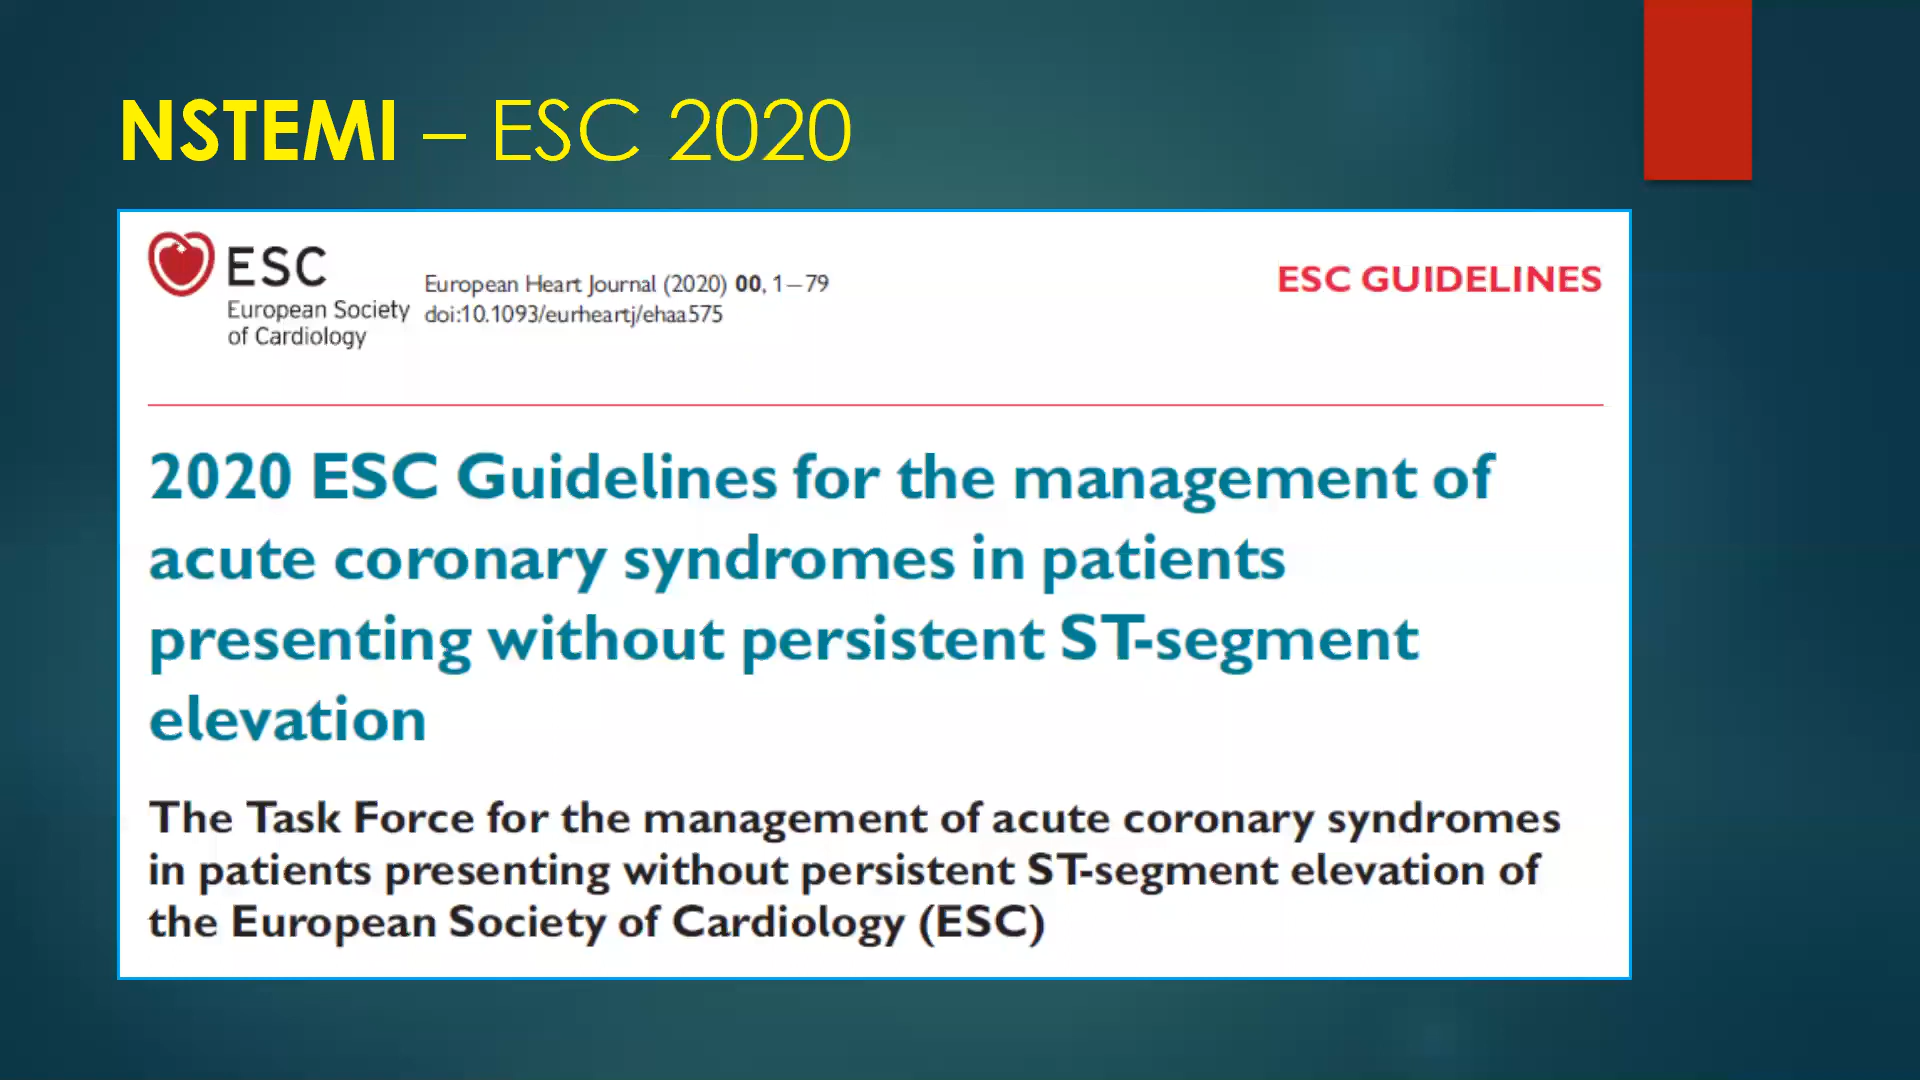 NSTEMI – ESC 2020
ESC
European Society
of Cardiology
European Heart Journal (2020) 00, 1–79
doi:10.1093/eurheartj/ehaa575
ESC GUIDELINES
2020 ESC Guidelines for the management of
acute coronary syndromes in patients
presenting without persistent ST-segment
elevation
The Task Force for the management of acute coronary syndromes
in patients presenting without persistent ST-segment elevation of
the European Society of Cardiology (ESC)